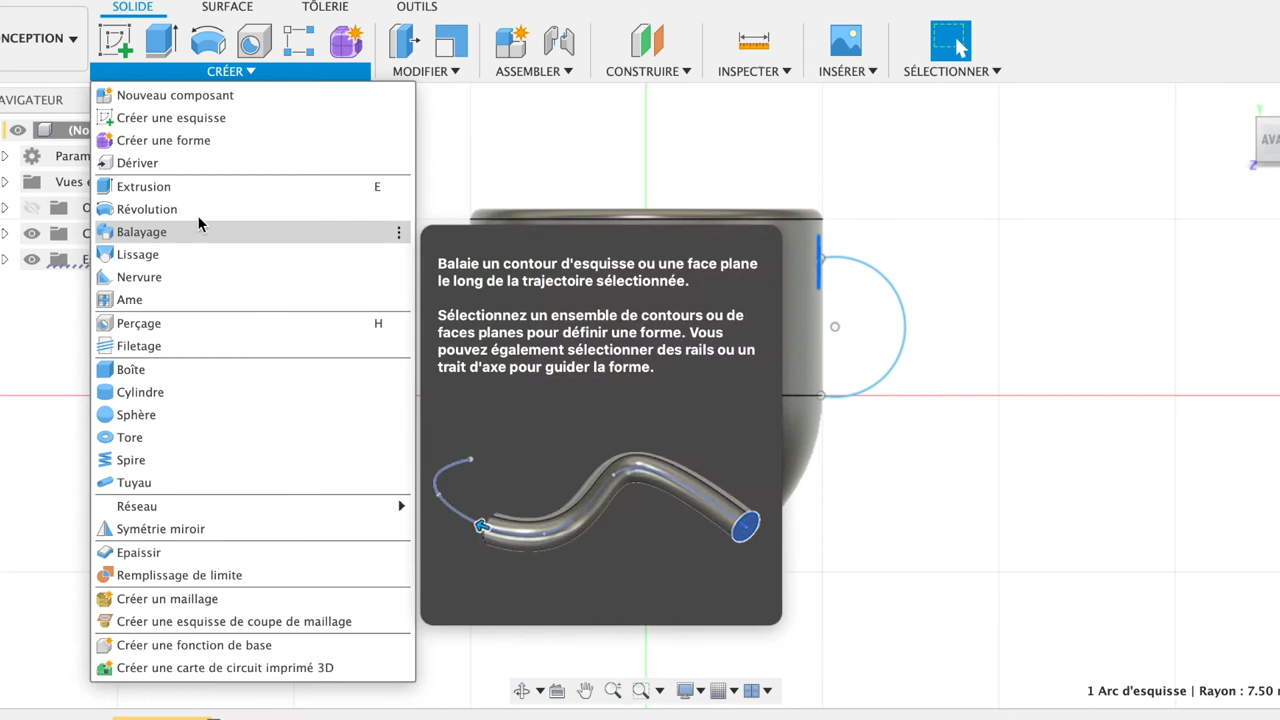 SOLIDE SURFACE TÔLERIE OUTILS
NCEPTION
CRÉER MODIFIER ASSEMBLER CONSTRUIRE INSPECTER INSÉRER SÉLECTIONNER
AVIGATEUR
(No
Param
Vues e
Nouveau composant
Créer une esquisse
Créer une forme
Dériver
Extrusion E
Révolution
Balayage
Lissage
Nervure
Ame
Perçage H
Filetage
Boîte
Cylindre
Sphère
Tore
Spire
Tuyau
Réseau
Symétrie miroir
Epaissir
Remplissage de limite
Créer un maillage
Créer une esquisse de coupe de maillage
Créer une fonction de base
Créer une carte de circuit imprimé 3D
Balaie un contour d'esquisse ou une face plane
le long de la trajectoire sélectionnée.
Sélectionnez un ensemble de contours ou de
faces planes pour définir une forme. Vous
pouvez également sélectionner des rails ou un
trait d'axe pour guider la forme.
AVA
Y
Z
1 Arc d'esquisse | Rayon : 7.50